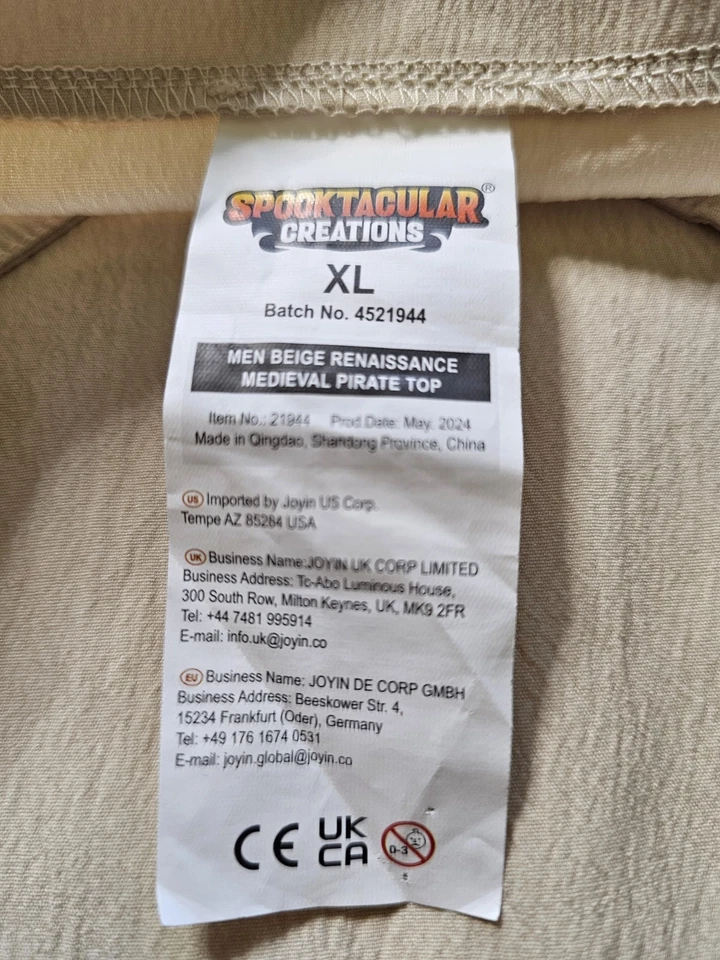 SPOOKTACULAR®
CREATIONS
XL
Batch No. 4521944
MEN BEIGE RENAISSANCE
MEDIEVAL PIRATE TOP
Item No.: 21944 Prod.Date: May. 2024
Made in Qingdao, Shandong Province, China
US Imported by Joyin US Corp.
Tempe AZ 85284 USA
UK Business Name:JOYIN UK CORP LIMITED
Business Address: To-Abo Luminous House,
300 South Row, Milton Keynes, UK, MK9 2FR
Tel: +44 7481 995914
E-mail: info.uk@joyin.co
EU Business Name: JOYIN DE CORP GMBH
Business Address: Beeskower Str. 4,
15234 Frankfurt (Oder), Germany
Tel: +49 176 1674 0531
E-mail: joyin.global@joyin.co
CE UK
CA 0-3